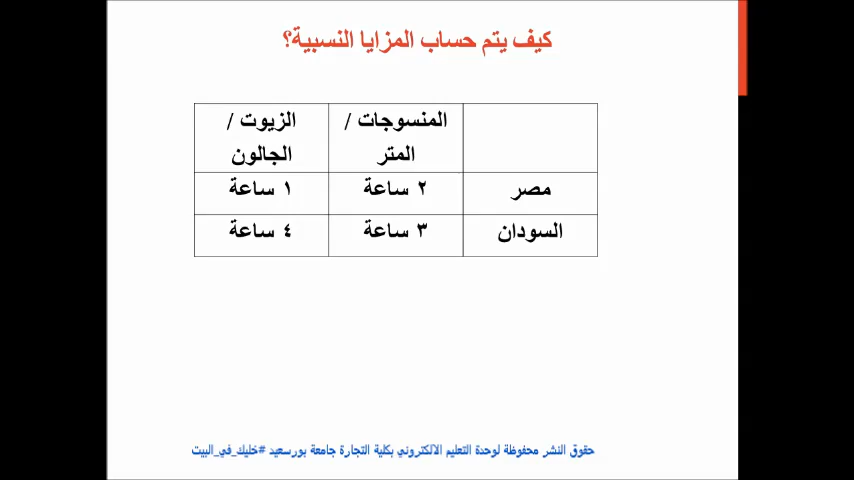 كيف يتم حساب المزايا النسبية؟
المنسوجات / الزيوت /
المتر الجالون
مصر ٢ ساعة ١ ساعة
السودان ٣ ساعة ٤ ساعة
حقوق النشر محفوظة لوحدة التعليم الالكتروني بكلية التجارة جامعة بورسعيد #خليك_في_البيت